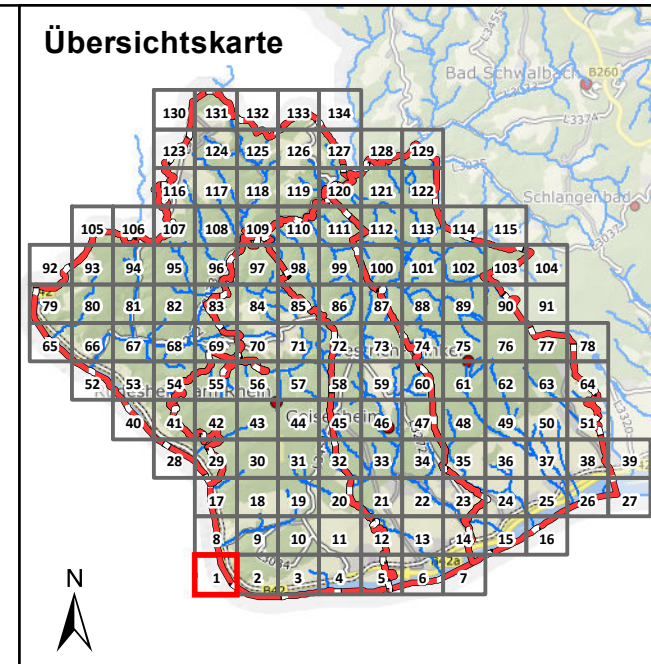 Übersichtskarte
Bad Schwalbach
B260
L3455
L3374
L3035
Schlangenbad
L3037
130 131 132 133 134
123 124 125 126 127 128 129
116 117 118 119 120 121 122
105 106 107 108 109 110 111 112 113 114 115
92 93 94 95 96 97 98 99 100 101 102 103 104
79 80 81 82 83 84 85 86 87 88 89 90 91
65 66 67 68 69 70 71 72 73 74 75 76 77 78
52 53 54 55 56 57 58 59 60 61 62 63 64
L3320
40 41 42 43 44 45 46 47 48 49 50 51
Geisenheim
28 29 30 31 32 33 34 35 36 37 38 39
17 18 19 20 21 22 23 24 25 26 27
8 9 10 11 12 13 14 15 16
L3034
B42a
1 2 3 4 5 6 7
B42
N